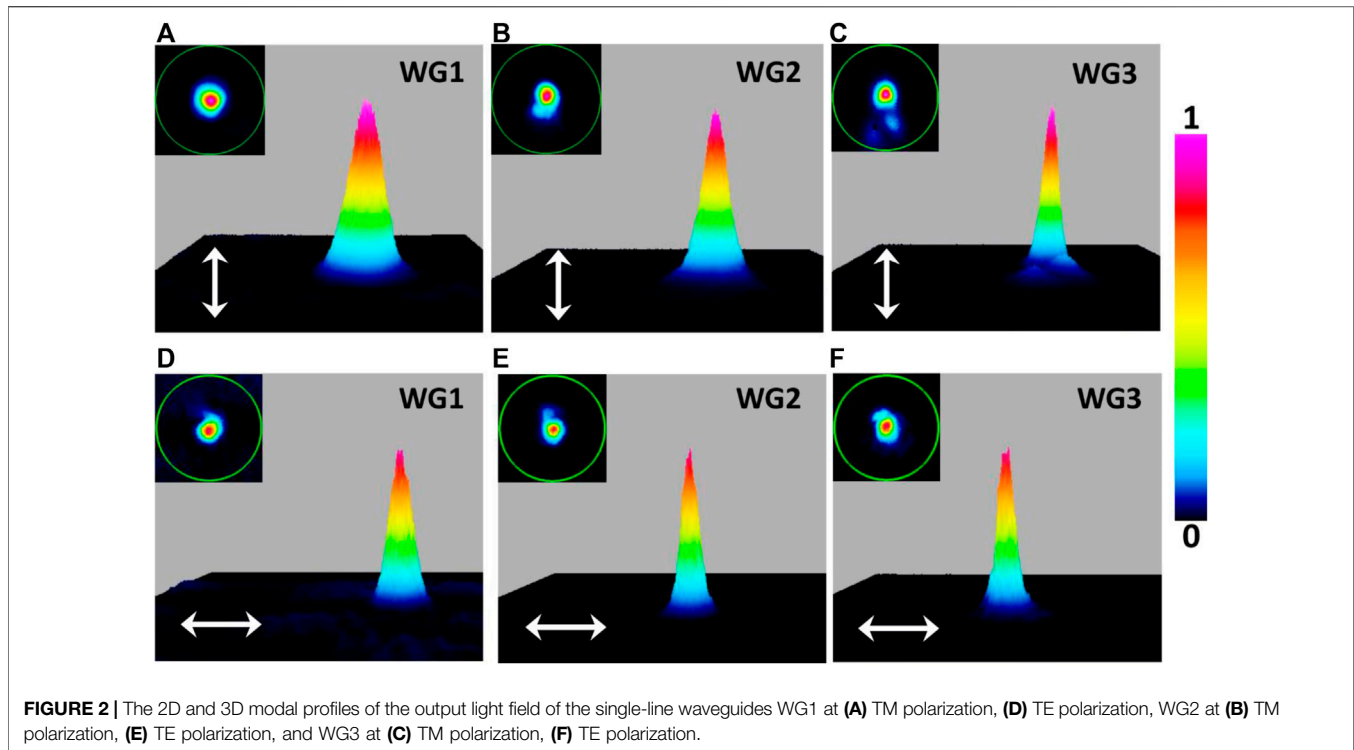 A
WG1
B
WG2
C
WG3
1
D
WG1
E
WG2
F
WG3
0
FIGURE 2 | The 2D and 3D modal profiles of the output light field of the single-line waveguides WG1 at (A) TM polarization, (D) TE polarization, WG2 at (B) TM
polarization, (E) TE polarization, and WG3 at (C) TM polarization, (F) TE polarization.